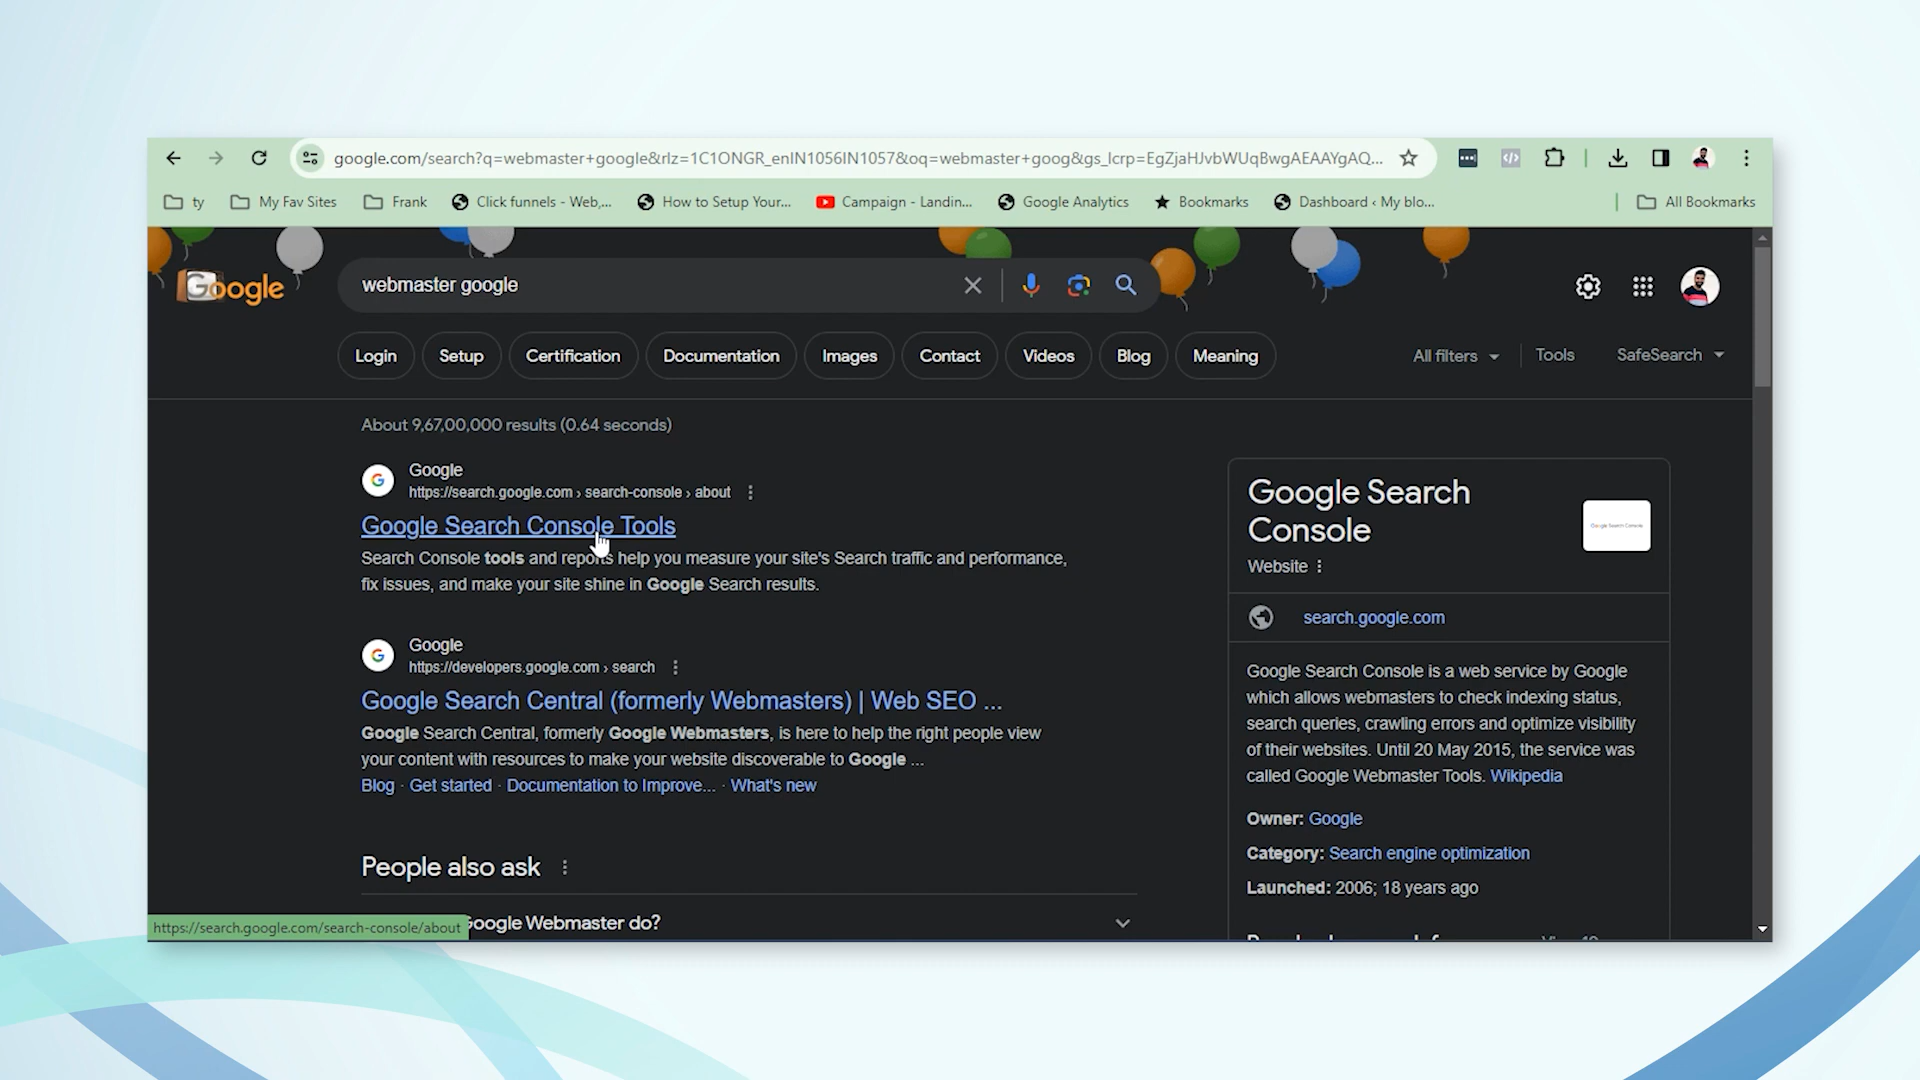 google.com/search?q=webmaster+google&rlz=1C1ONGR_enIN1056IN1057&oq=webmaster+goog&gs_lcrp=EgZjaHJvbWUqBwgAEAAYgAQ...
ty My Fav Sites Frank Click funnels - Web,... How to Setup Your... Campaign - Landin... Google Analytics Bookmarks Dashboard ‹ My blo... All Bookmarks
Google webmaster google
Login Setup Certification Documentation Images Contact Videos Blog Meaning All filters Tools SafeSearch
About 9,67,00,000 results (0.64 seconds)
Google
https://search.google.com › search-console › about
Google Search Console Tools
Search Console tools and reports help you measure your site's Search traffic and performance,
fix issues, and make your site shine in Google Search results.
Google
https://developers.google.com › search
Google Search Central (formerly Webmasters) | Web SEO ...
Google Search Central, formerly Google Webmasters, is here to help the right people view
your content with resources to make your website discoverable to Google ...
Blog · Get started · Documentation to Improve... · What's new
People also ask
Google Webmaster do?
https://search.google.com/search-console/about
Google Search
Console
Google Search Console
Website
search.google.com
Google Search Console is a web service by Google
which allows webmasters to check indexing status,
search queries, crawling errors and optimize visibility
of their websites. Until 20 May 2015, the service was
called Google Webmaster Tools. Wikipedia
Owner: Google
Category: Search engine optimization
Launched: 2006; 18 years ago